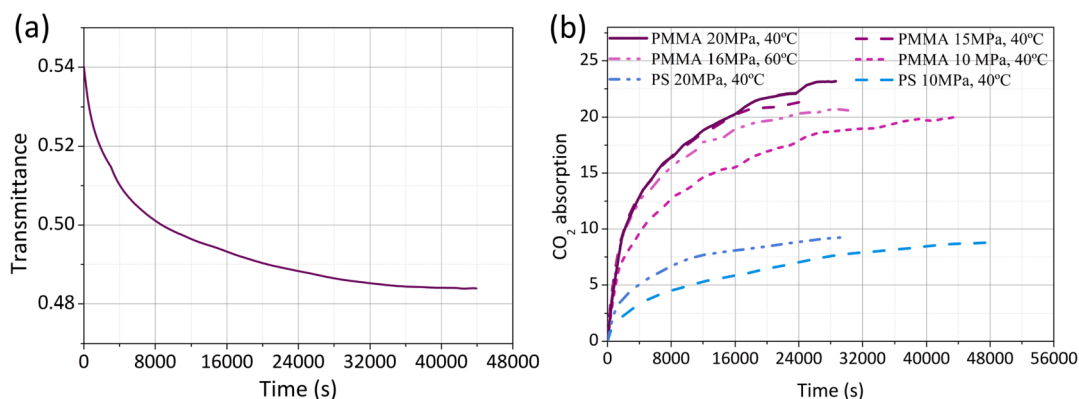 (a)
0.54
0.52
0.50
0.48
Transmittance
0 8000 16000 24000 32000 40000 48000
Time (s)
(b)
PMMA 20MPa, 40ºC
PMMA 15MPa, 40ºC
PMMA 16MPa, 60ºC
PMMA 10 MPa, 40ºC
PS 20MPa, 40ºC
PS 10MPa, 40ºC
25
20
15
10
5
0
CO2 absorption
0 8000 16000 24000 32000 40000 48000 56000
Time (s)